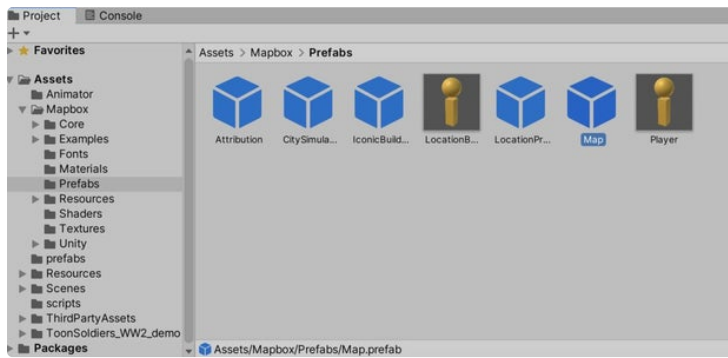 Project Console
+
Favorites
Assets > Mapbox > Prefabs
Assets
Animator
Mapbox
Core
Examples
Fonts
Materials
Prefabs
Resources
Shaders
Textures
Unity
prefabs
Resources
Scenes
scripts
ThirdPartyAssets
ToonSoldiers_WW2_demo
Packages
Attribution CitySimula... IconicBuild... LocationB... LocationPr... Map Player
Assets/Mapbox/Prefabs/Map.prefab